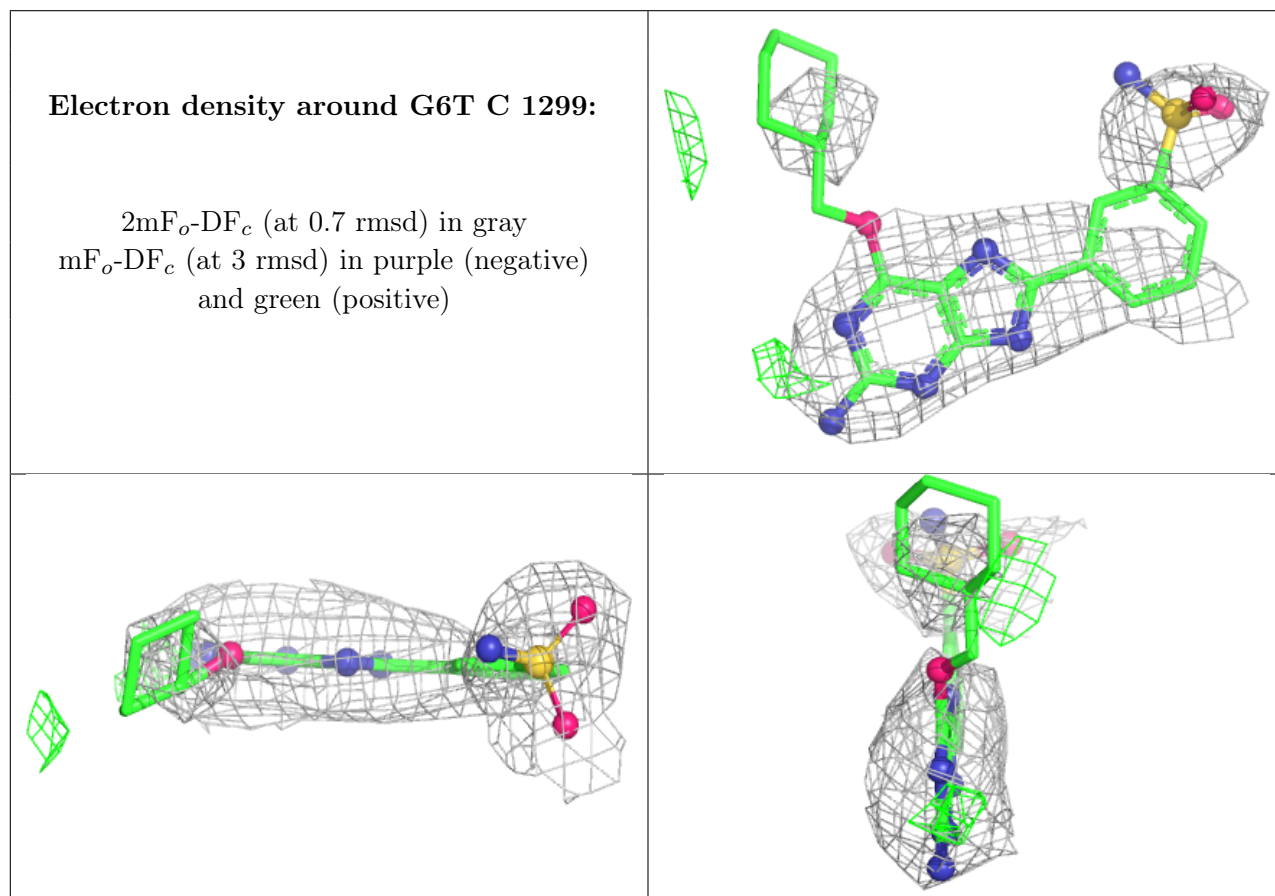 Electron density around G6T C 1299:
2mFo-DFc (at 0.7 rmsd) in gray
mFo-DFc (at 3 rmsd) in purple (negative)
and green (positive)